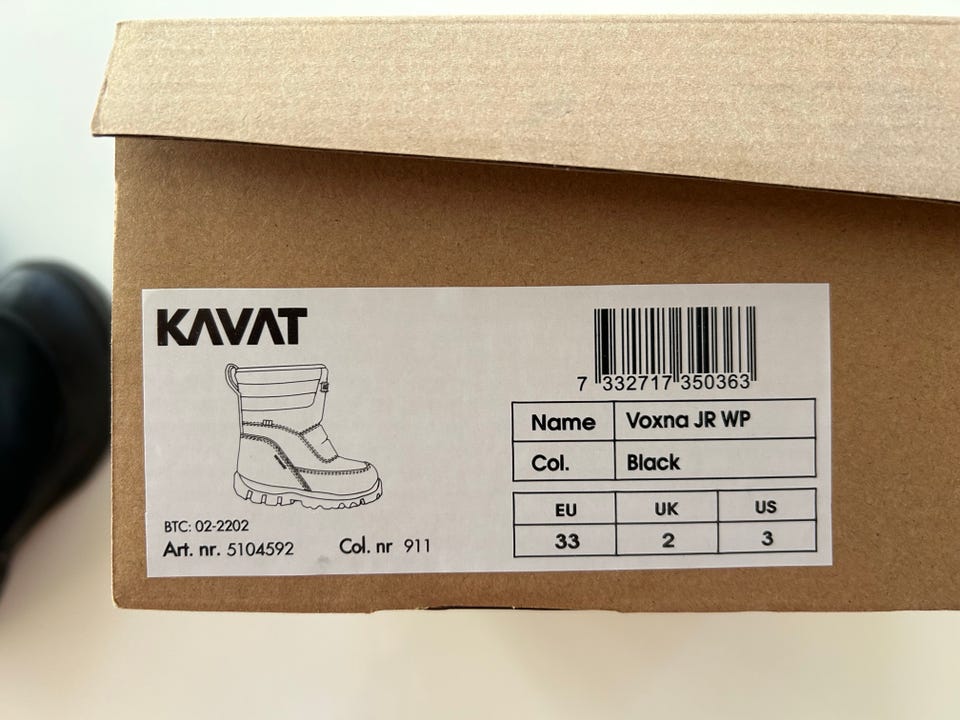 KAVAT
7 332717 350363
Name Voxna JR WP
Col. Black
EU UK US
33 2 3
BTC: 02-2202
Art. nr. 5104592 Col. nr 911